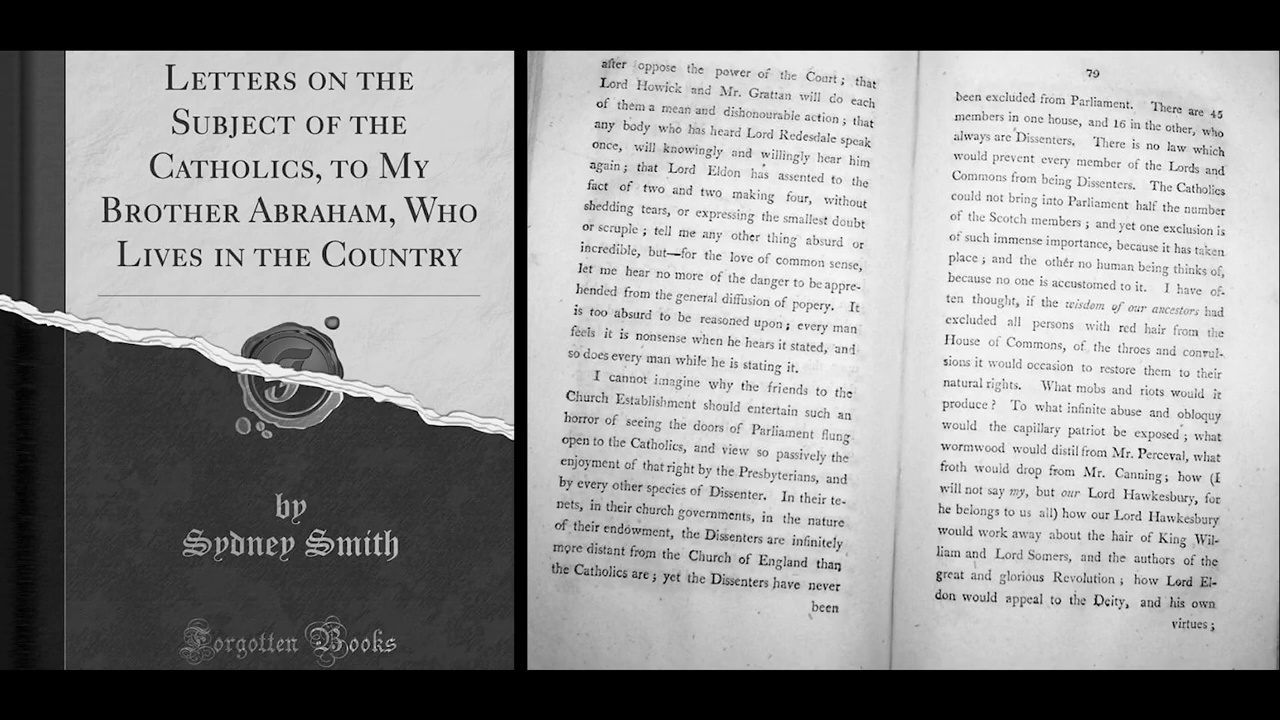 LETTERS ON THE
SUBJECT OF THE
CATHOLICS, TO MY
BROTHER ABRAHAM, WHO
LIVES IN THE COUNTRY
F
by
Sydney Smith
Forgotten Books
after oppose the power of the Court; that
Lord Howick and Mr. Grattan will do each
of them a mean and dishonourable action; that
any body who has heard Lord Redesdale speak
once, will knowingly and willingly hear him
again; that Lord Eldon has assented to the
fact of two and two making four, without
shedding tears, or expressing the smallest doubt
or scruple; tell me any other thing absurd or
incredible, but—for the love of common sense,
let me hear no more of the danger to be appre-
hended from the general diffusion of popery. It
is too absurd to be reasoned upon; every man
feels it is nonsense when he hears it stated, and
so does every man while he is stating it.
I cannot imagine why the friends to the
Church Establishment should entertain such an
horror of seeing the doors of Parliament flung
open to the Catholics, and view so passively the
enjoyment of that right by the Presbyterians, and
by every other species of Dissenter. In their te-
nets, in their church governments, in the nature
of their endowment, the Dissenters are infinitely
more distant from the Church of England than
the Catholics are; yet the Dissenters have never
been
79
been excluded from Parliament. There are 45
members in one house, and 16 in the other, who
always are Dissenters. There is no law which
would prevent every member of the Lords and
Commons from being Dissenters. The Catholics
could not bring into Parliament half the number
of the Scotch members; and yet one exclusion is
of such immense importance, because it has taken
place; and the other no human being thinks of,
because no one is accustomed to it. I have of-
ten thought, if the wisdom of our ancestors had
excluded all persons with red hair from the
House of Commons, of the throes and convul-
sions it would occasion to restore them to their
natural rights. What mobs and riots would it
produce? To what infinite abuse and obloquy
would the capillary patriot be exposed; what
wormwood would distil from Mr. Perceval, what
froth would drop from Mr. Canning; how (I
will not say my, but our Lord Hawkesbury, for
he belongs to us all) how our Lord Hawkesbury
would work away about the hair of King Wil-
liam and Lord Somers, and the authors of the
great and glorious Revolution; how Lord El-
don would appeal to the Deity, and his own
virtues;